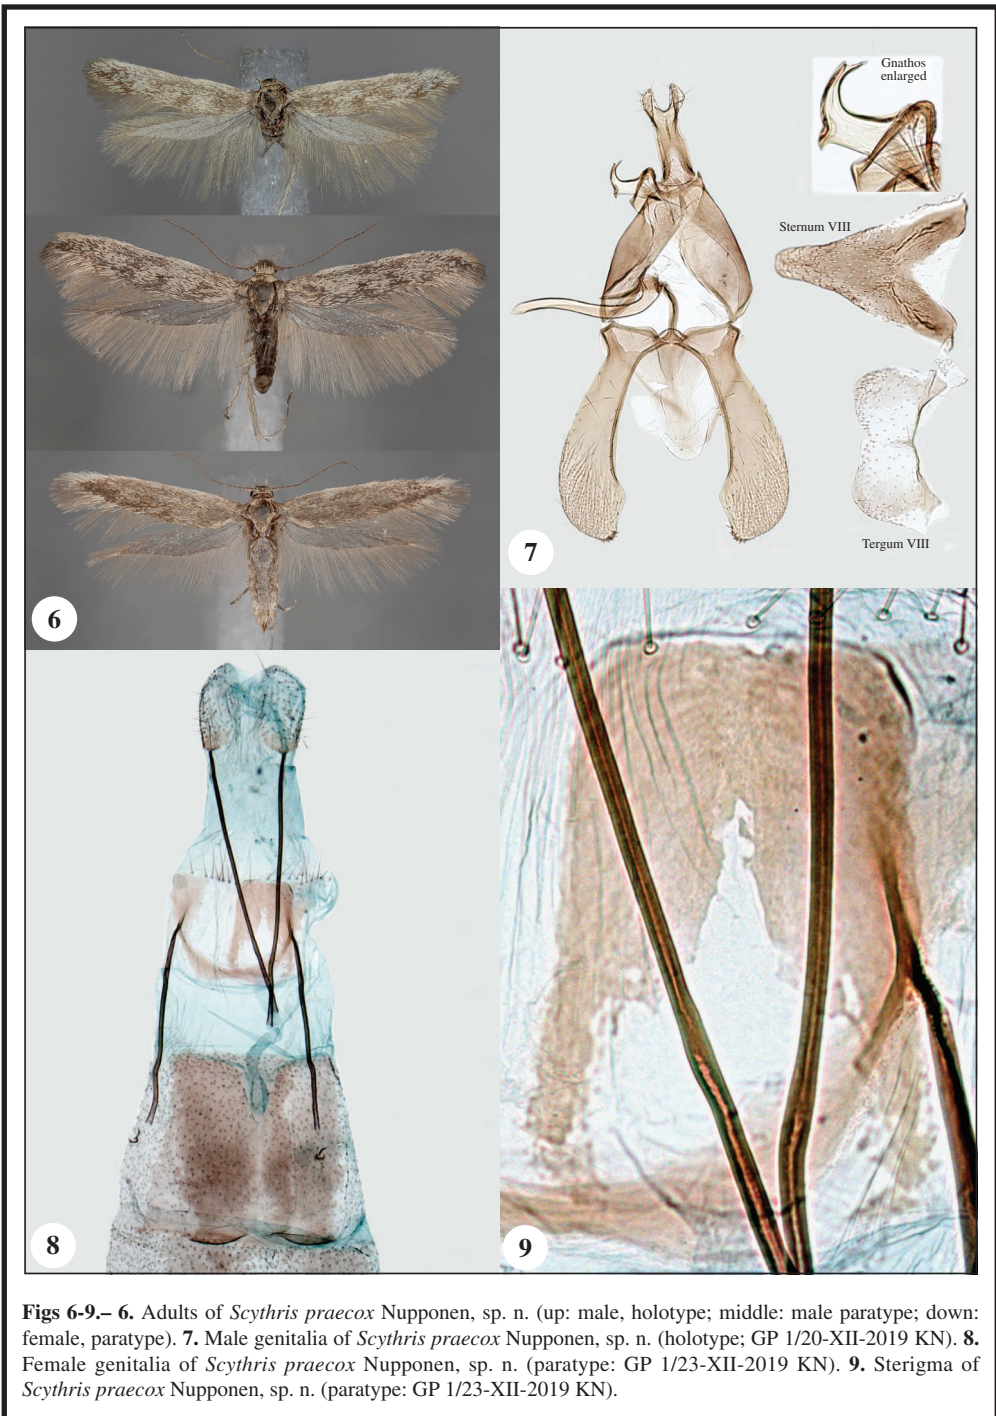 Gnathos
enlarged
Sternum VIII
Tergum VIII
6
7
8
9
Figs 6-9.– 6. Adults of Scythris praecox Nupponen, sp. n. (up: male, holotype; middle: male paratype; down:
female, paratype). 7. Male genitalia of Scythris praecox Nupponen, sp. n. (holotype; GP 1/20-XII-2019 KN). 8.
Female genitalia of Scythris praecox Nupponen, sp. n. (paratype: GP 1/23-XII-2019 KN). 9. Sterigma of
Scythris praecox Nupponen, sp. n. (paratype: GP 1/23-XII-2019 KN).